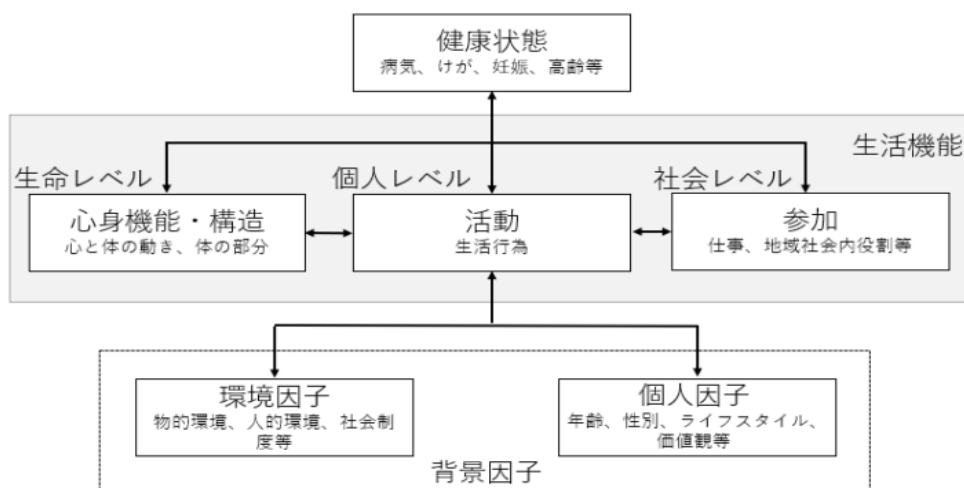 健康状態
病気、けが、妊娠、高齢等
生活機能
生命レベル
個人レベル
社会レベル
心身機能・構造
心と体の動き、体の部分
活動
生活行為
参加
仕事、地域社会内役割等
環境因子
物的環境、人的環境、社会制
度等
個人因子
年齢、性別、ライフスタイル、
価値観等
背景因子